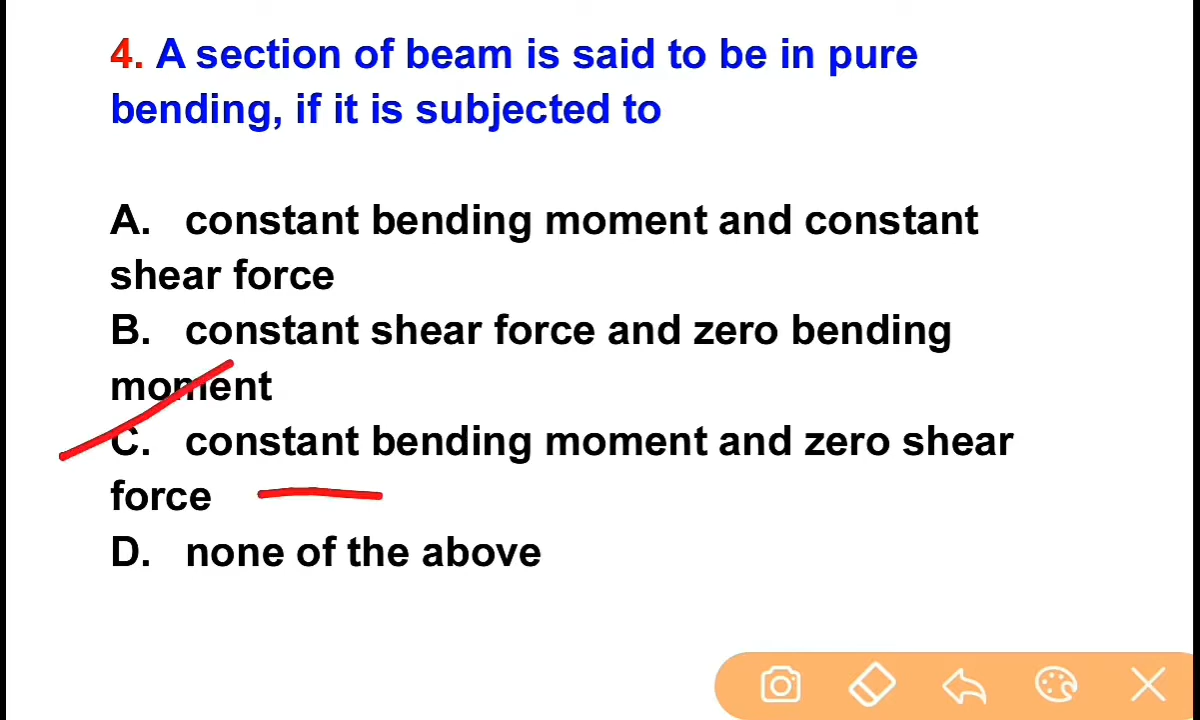 4. A section of beam is said to be in pure
bending, if it is subjected to
A. constant bending moment and constant
shear force
B. constant shear force and zero bending
moment
C. constant bending moment and zero shear
force
D. none of the above